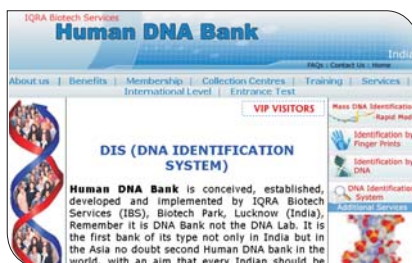 IQRA Biotech Services
Human DNA Bank
India
FAQs : Contact Us : Home
About us | Benefits | Membership | Collection Centres | Training | Services |
International Level | Entrance Test
VIP VISITORS
DIS (DNA IDENTIFICATION
SYSTEM)
Human DNA Bank is conceived, established,
developed and implemented by IQRA Biotech
Services (IBS), Biotech Park, Lucknow (India),
Remember it is DNA Bank not the DNA Lab. It is
the first bank of its type not only in India but in
the Asia no doubt second Human DNA bank in the
world, with an aim that every Indian should be
Mass DNA Identification
Rapid Mod
Identification by
Finger Prints
Identification by
DNA
DNA Identification
System
Additional Services